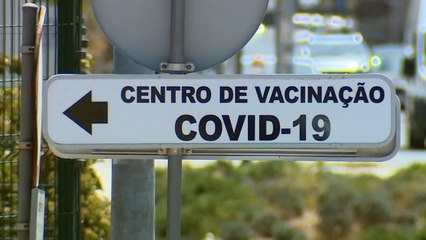 CENTRO DE VACINAÇÃO
COVID-19